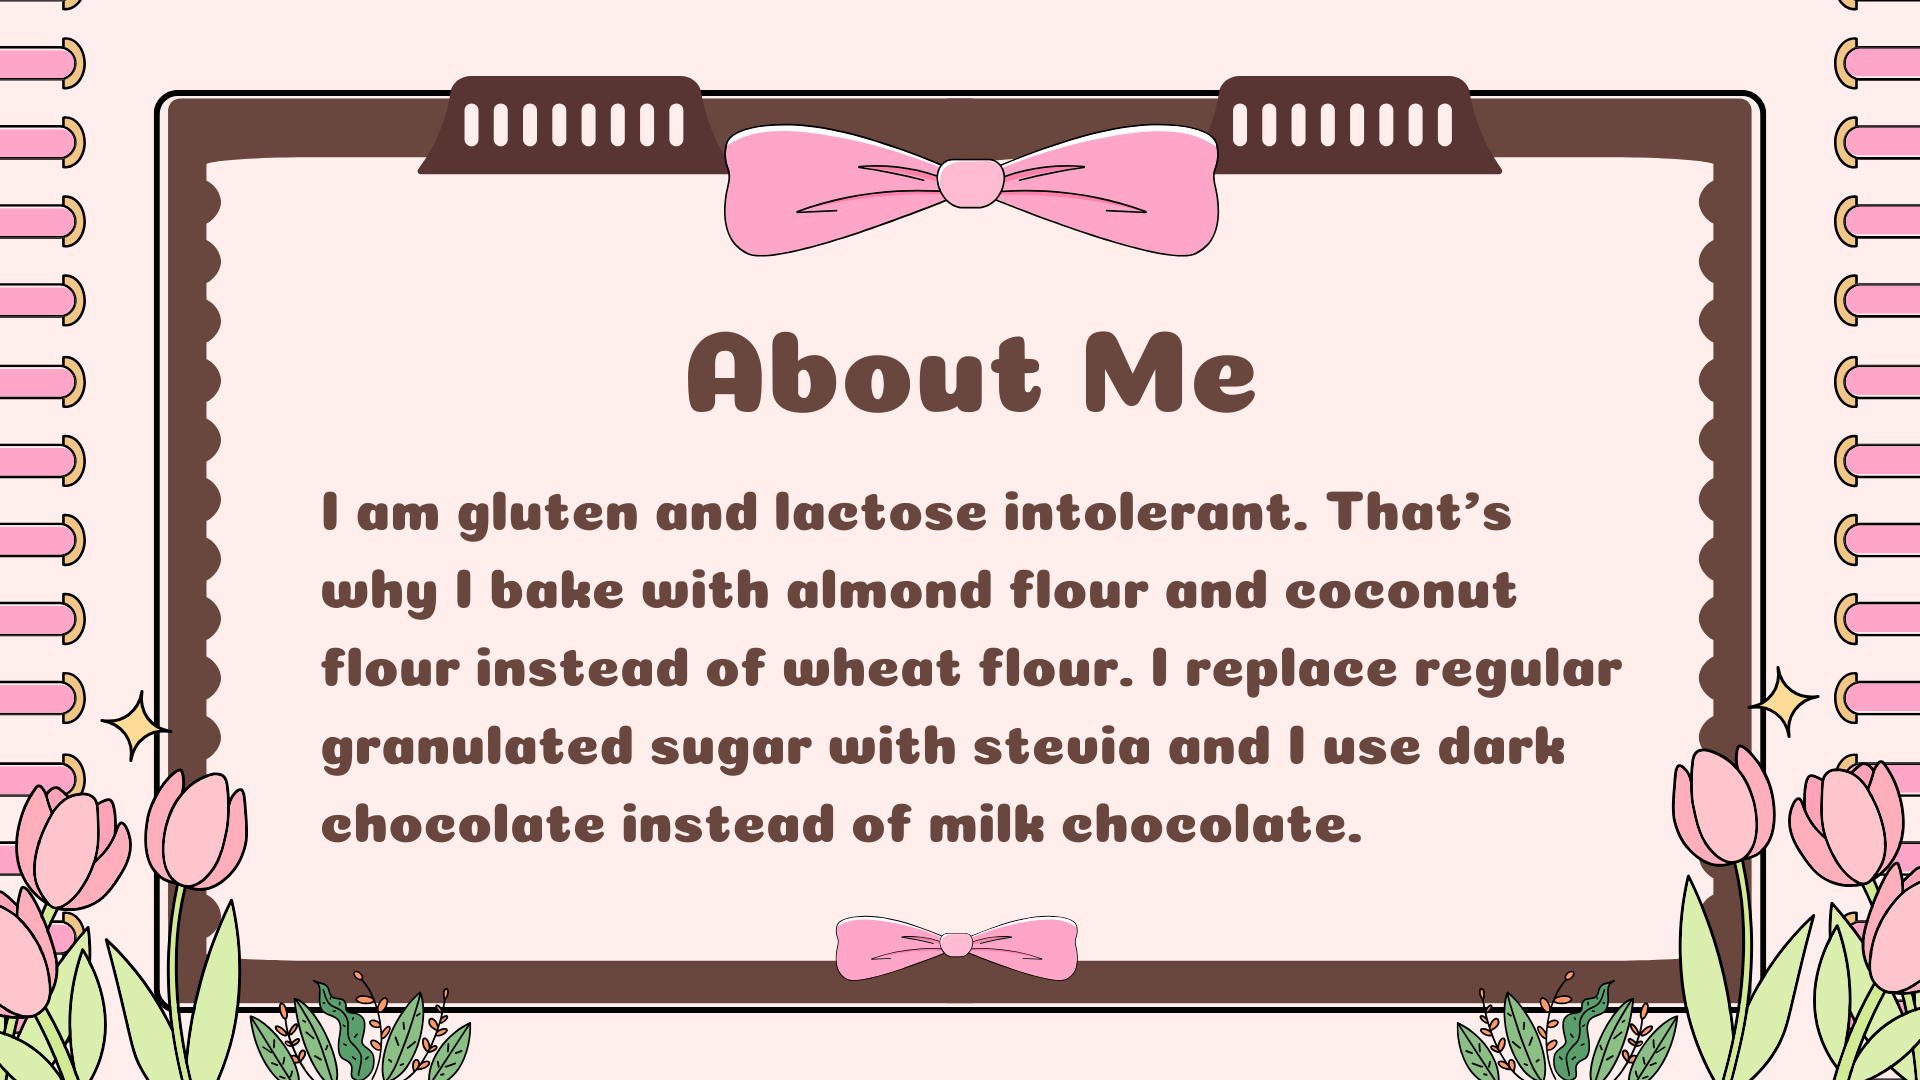 About Me
I am gluten and lactose intolerant. That’s
why I bake with almond flour and coconut
flour instead of wheat flour. I replace regular
granulated sugar with stevia and I use dark
chocolate instead of milk chocolate.